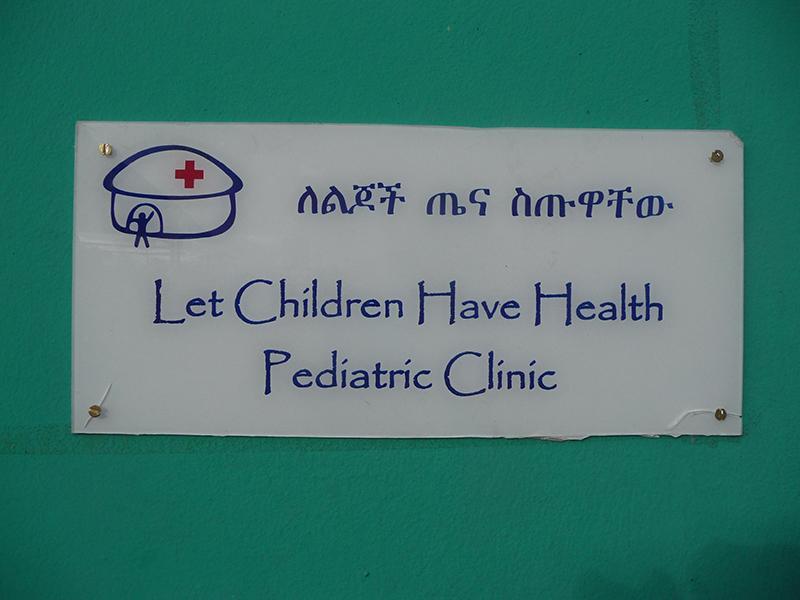 ለልጆች ጤና ስጡዋቸው
Let Children Have Health
Pediatric Clinic